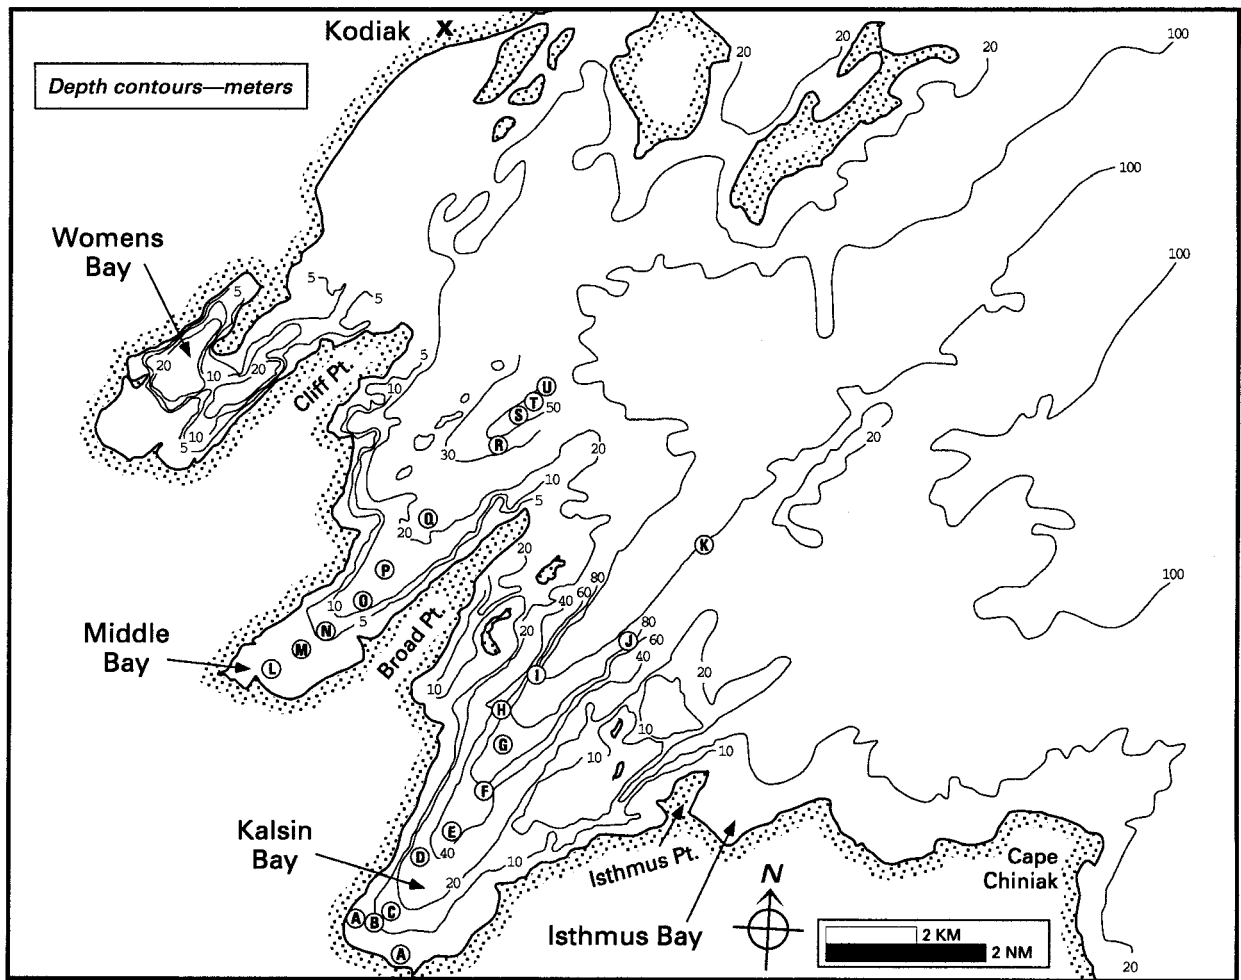 Kodiak X
Depth contours—meters
20
20
100
100
100
Womens
Bay
5
5
5
20
10
20
10
5
Cliff Pt.
5
10
U
T
S
50
R
30
20
20
10
5
Q
20
K
P
O
10
5
N
M
L
Middle
Bay
Broad Pt.
20
80
60
40
20
10
100
80
60
40
J
I
20
H
G
10
10
10
F
E
D
40
10
20
C
B
A
A
Kalsin
Bay
Isthmus Pt.
Isthmus Bay
N
Cape
Chiniak
2 KM
2 NM
20